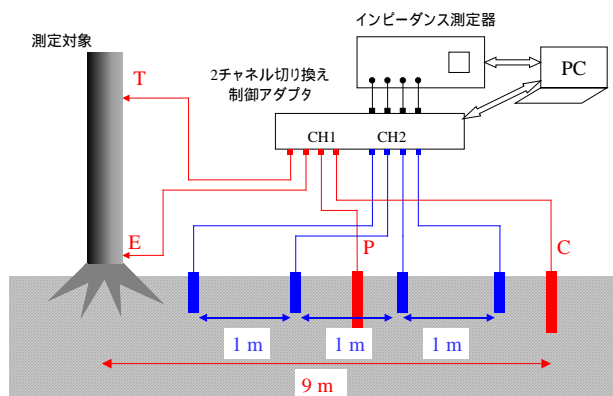 インピーダンス測定器
測定対象
PC
T
2チャネル切り換え
制御アダプタ
CH1
CH2
E
P
C
1 m
1 m
1 m
9 m